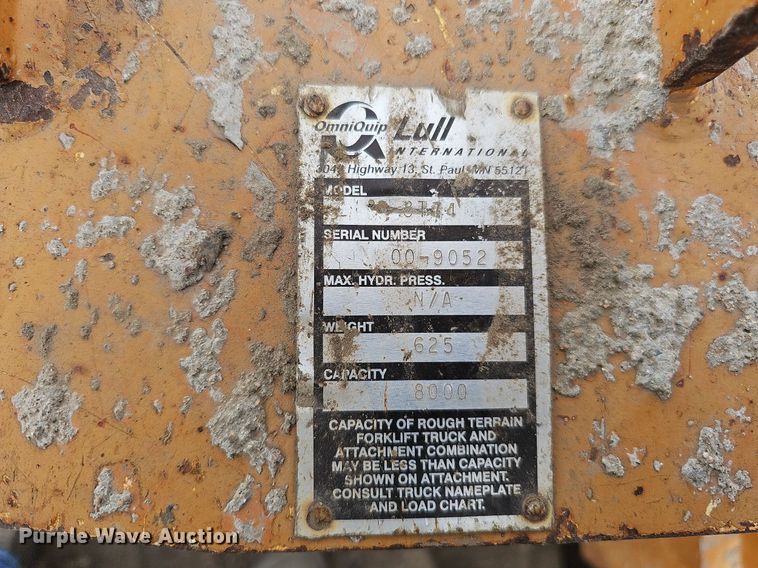 OmniQuip Lull
INTERNATIONAL
Highway 13, St. Paul, MN 55121
MODEL
SERIAL NUMBER
00-9052
MAX. HYDR. PRESS.
N/A
WEIGHT
625
CAPACITY
8000
CAPACITY OF ROUGH TERRAIN
FORKLIFT TRUCK AND
ATTACHMENT COMBINATION
MAY BE LESS THAN CAPACITY
SHOWN ON ATTACHMENT.
CONSULT TRUCK NAMEPLATE
AND LOAD CHART.
Purple Wave Auction